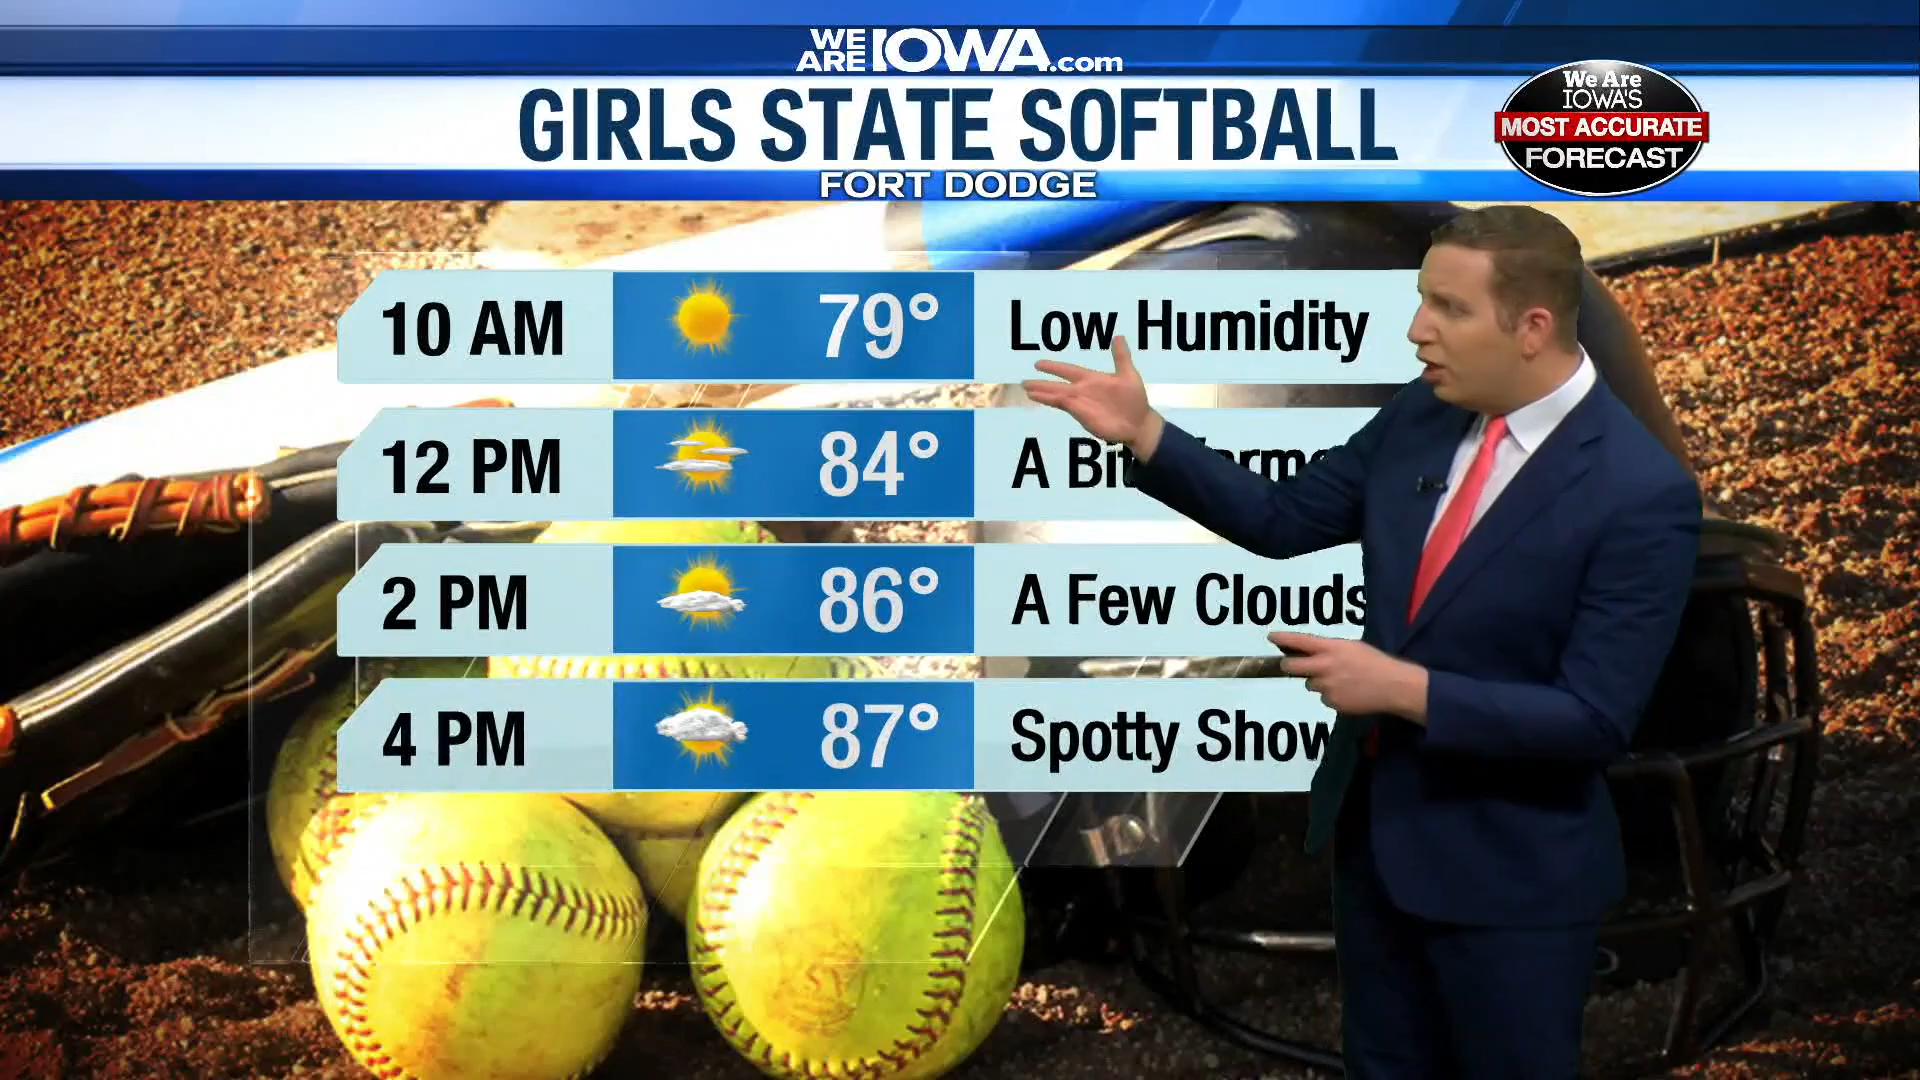 WE ARE IOWA.com
GIRLS STATE SOFTBALL
FORT DODGE
We Are
IOWA'S
MOST ACCURATE
FORECAST
10 AM 79° Low Humidity
12 PM 84° A Bit
2 PM 86° A Few Clouds
4 PM 87° Spotty